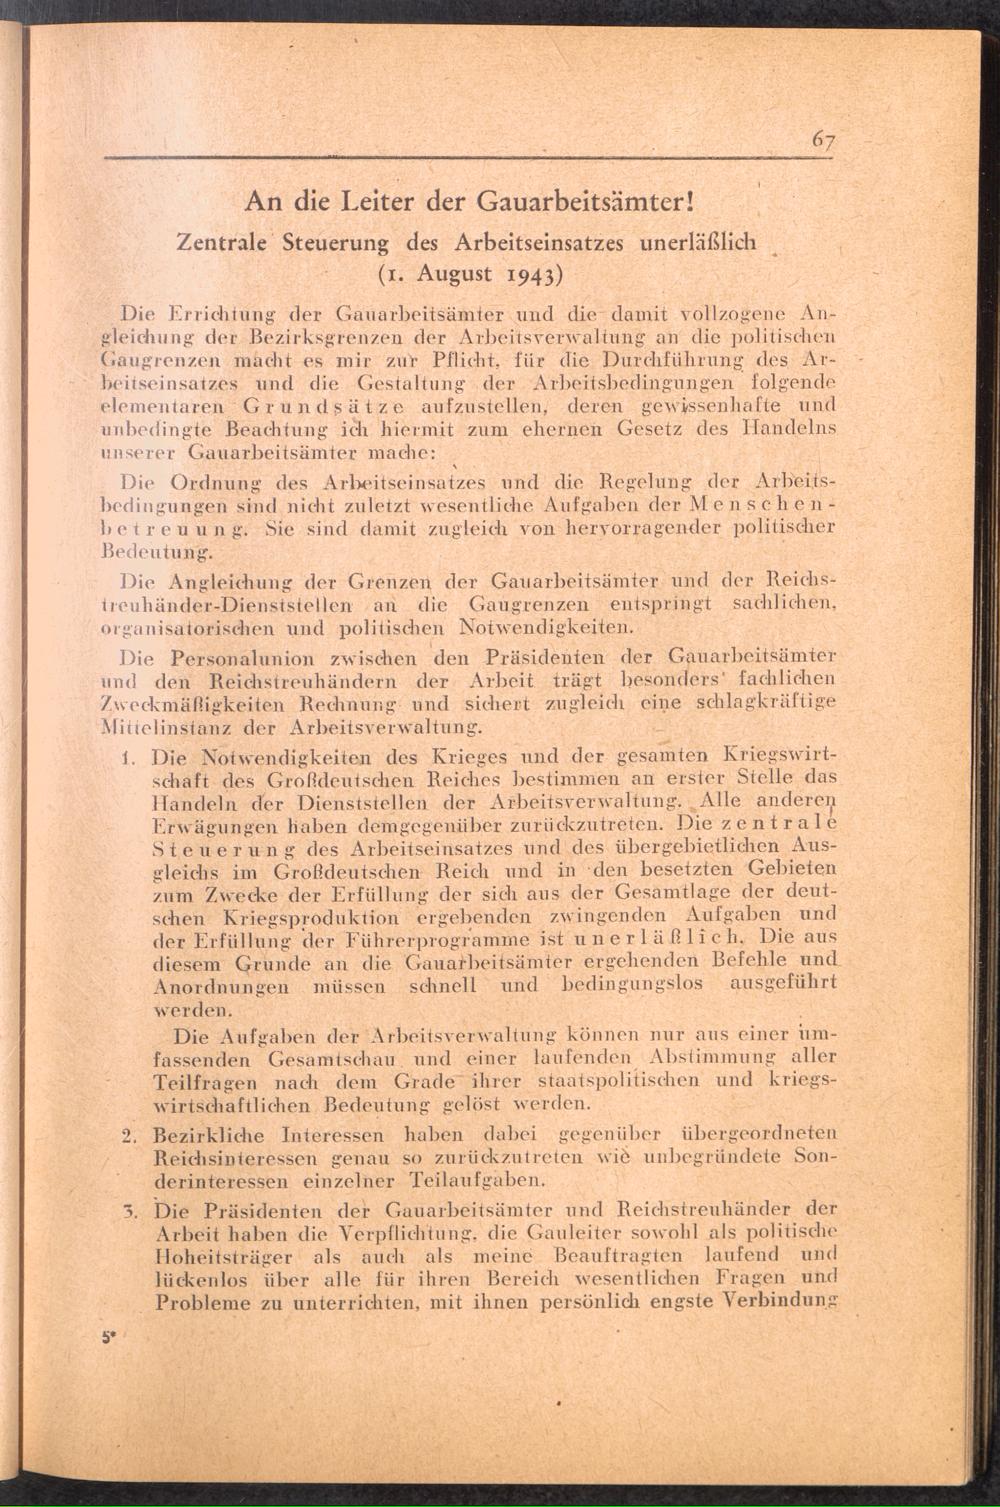 67
An die Leiter der Gauarbeitsämter!
Zentrale Steuerung des Arbeitseinsatzes unerläßlich
(1. August 1943)
Die Errichtung der Gauarbeitsämter und die damit vollzogene An-
gleichung der Bezirksgrenzen der Arbeitsverwaltung an die politischen
Gaugrenzen macht es mir zur Pflicht, für die Durchführung des Ar-
beitseinsatzes und die Gestaltung der Arbeitsbedingungen folgende
elementaren Grundsätze aufzustellen, deren gewissenhafte und
unbedingte Beachtung ich hiermit zum ehernen Gesetz des Handelns
unserer Gauarbeitsämter mache:
Die Ordnung des Arbeitseinsatzes und die Regelung der Arbeits-
bedingungen sind nicht zuletzt wesentliche Aufgaben der Menschen-
betreuung. Sie sind damit zugleich von hervorragender politischer
Bedeutung.
Die Angleichung der Grenzen der Gauarbeitsämter und der Reichs-
treuhänder-Dienststellen an die Gaugrenzen entspringt sachlichen,
organisatorischen und politischen Notwendigkeiten.
Die Personalunion zwischen den Präsidenten der Gauarbeitsämter
und den Reichstreuhändern der Arbeit trägt besonders fachlichen
Zweckmäßigkeiten Rechnung und sichert zugleich eine schlagkräftige
Mittelinstanz der Arbeitsverwaltung.
1. Die Notwendigkeiten des Krieges und der gesamten Kriegswirt-
schaft des Großdeutschen Reiches bestimmen an erster Stelle das
Handeln der Dienststellen der Arbeitsverwaltung. Alle anderen
Erwägungen haben demgegenüber zurückzutreten. Die zentrale
Steuerung des Arbeitseinsatzes und des übergebietlichen Aus-
gleichs im Großdeutschen Reich und in den besetzten Gebieten
zum Zwecke der Erfüllung der sich aus der Gesamtlage der deut-
schen Kriegsproduktion ergebenden zwingenden Aufgaben und
der Erfüllung der Führerprogramme ist unerläßlich. Die aus
diesem Grunde an die Gauarbeitsämter ergehenden Befehle und
Anordnungen müssen schnell und bedingungslos ausgeführt
werden.
Die Aufgaben der Arbeitsverwaltung können nur aus einer um-
fassenden Gesamtschau und einer laufenden Abstimmung aller
Teilfragen nach dem Grade ihrer staatspolitischen und kriegs-
wirtschaftlichen Bedeutung gelöst werden.
2. Bezirkliche Interessen haben dabei gegenüber übergeordneten
Reichsinteressen genau so zurückzutreten wie unbegründete Son-
derinteressen einzelner Teilaufgaben.
3. Die Präsidenten der Gauarbeitsämter und Reichstreuhänder der
Arbeit haben die Verpflichtung, die Gauleiter sowohl als politische
Hoheitsträger als auch als meine Beauftragten laufend und
lückenlos über alle für ihren Bereich wesentlichen Fragen und
Probleme zu unterrichten, mit ihnen persönlich engste Verbindung
5*